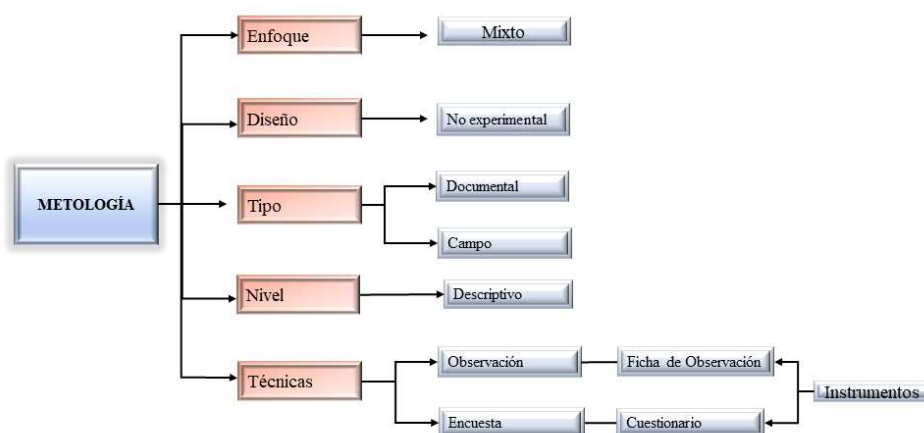 Enfoque
Mixto
Diseño
No experimental
METOLOGÍA
Tipo
Documental
Campo
Nivel
Descriptivo
Técnicas
Observación
Ficha de Observación
Instrumentos
Encuesta
Cuestionario